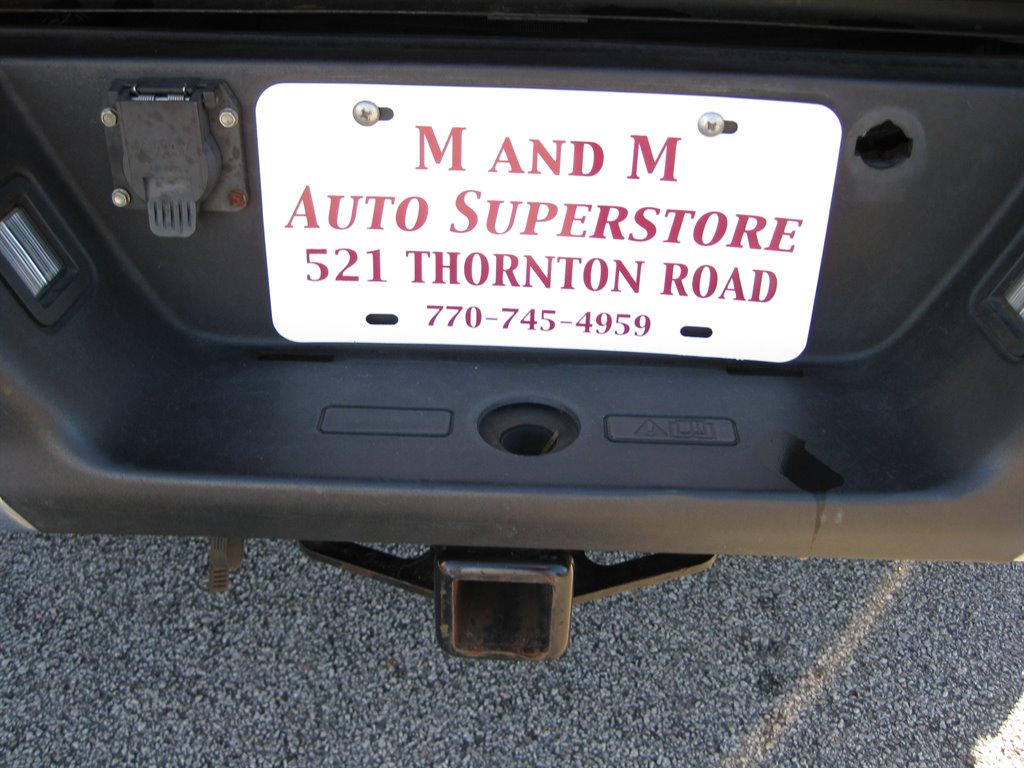 M AND M
AUTO SUPERSTORE
521 THORNTON ROAD
770-745-4959